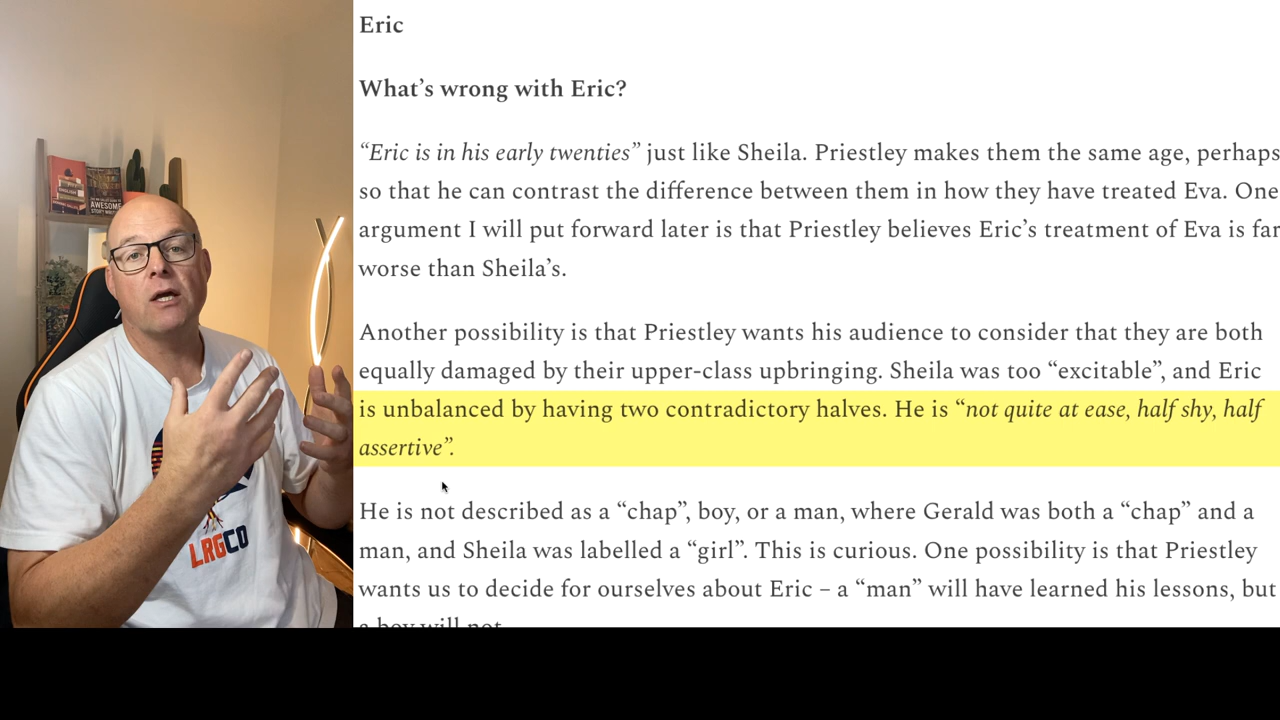 Eric
What's wrong with Eric?
“Eric is in his early twenties” just like Sheila. Priestley makes them the same age, perhaps
so that he can contrast the difference between them in how they have treated Eva. One
argument I will put forward later is that Priestley believes Eric’s treatment of Eva is far
worse than Sheila’s.
Another possibility is that Priestley wants his audience to consider that they are both
equally damaged by their upper-class upbringing. Sheila was too “excitable”, and Eric
is unbalanced by having two contradictory halves. He is “not quite at ease, half shy, half
assertive”.
He is not described as a “chap”, boy, or a man, where Gerald was both a “chap” and a
man, and Sheila was labelled a “girl”. This is curious. One possibility is that Priestley
wants us to decide for ourselves about Eric – a “man” will have learned his lessons, but
a boy will not
AWESOME
LRGCO